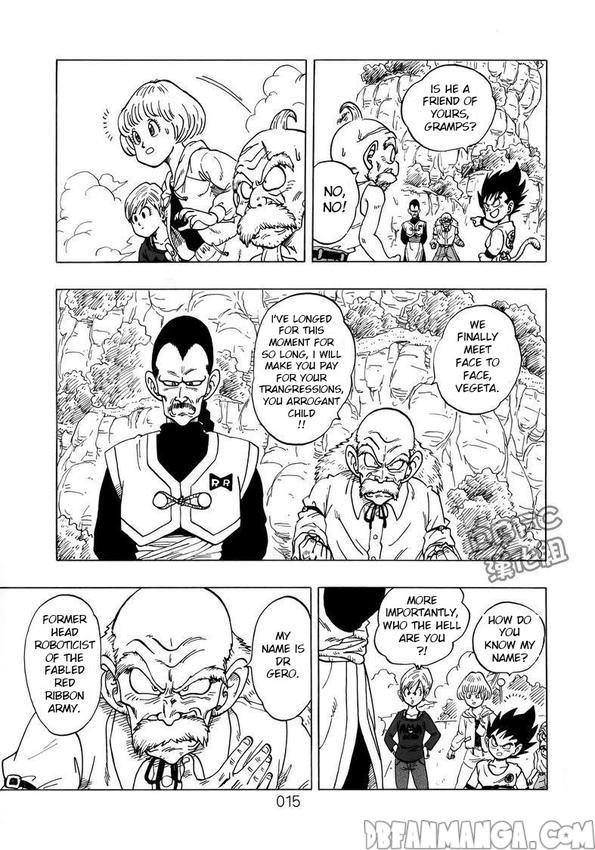 IS HE A
FRIEND OF
YOURS,
GRAMPS?
NO,
NO!
WE
FINALLY
MEET
FACE TO
FACE,
VEGETA.
I'VE LONGED
FOR THIS
MOMENT FOR
SO LONG, I WILL
MAKE YOU PAY
FOR YOUR
TRANGRESSIONS,
YOU ARROGANT
CHILD
!!
RR
HOW DO
YOU
KNOW MY
NAME?
MORE
IMPORTANTLY,
WHO THE HELL
ARE YOU
?!
MY
NAME IS
DR
GERO.
FORMER
HEAD
ROBOTICIST
OF THE
FABLED
RED
RIBBON
ARMY.
015
DBFANMANGA.COM